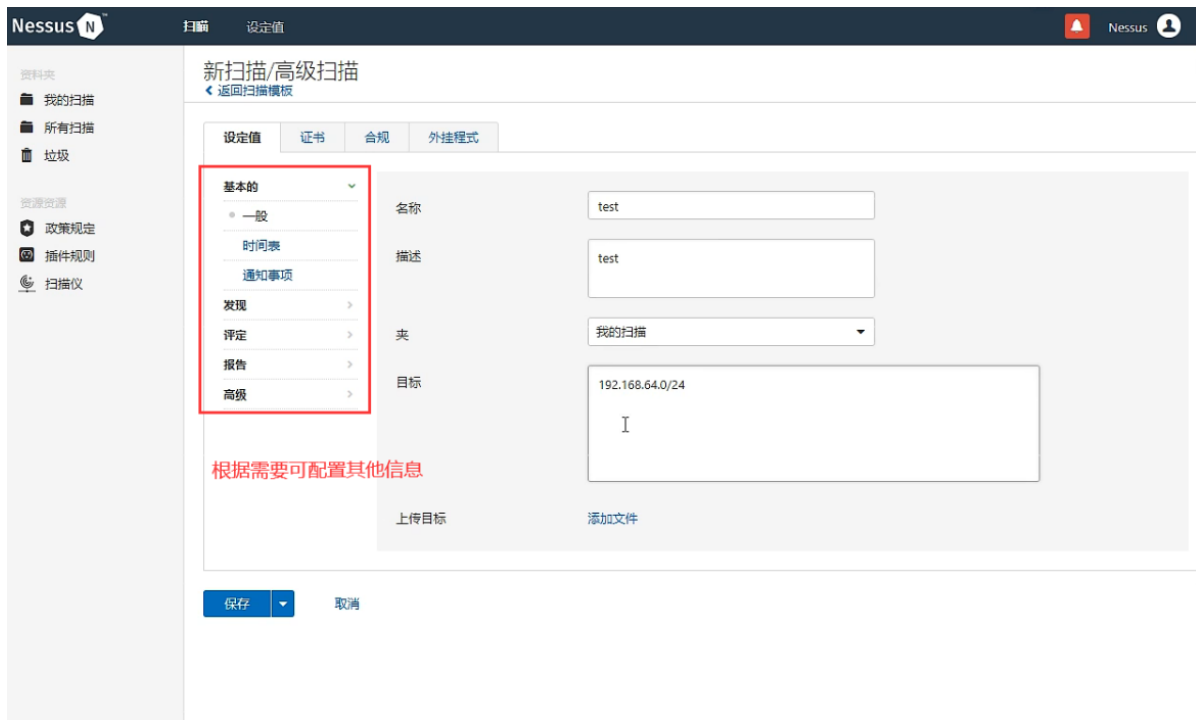 Nessus N ™ 扫瞄 设定值 Nessus
资料夹
我的扫描
所有扫描
垃圾
资源资源
政策规定
插件规则
扫描仪
新扫描/高级扫描
返回扫描模板
设定值 证书 合规 外挂程式
基本的
一般
时间表
通知事项
发现
评定
报告
高级
根据需要可配置其他信息
名称 test
描述 test
夹 我的扫描
目标 192.168.64.0/24
上传目标 添加文件
保存 取消